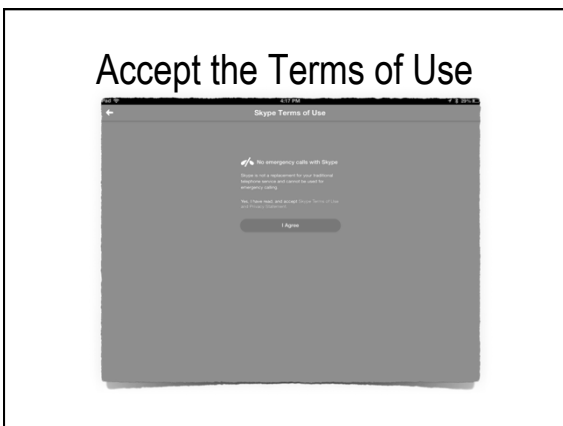 Accept the Terms of Use
iPad 4:17 PM 39%
Skype Terms of Use
No emergency calls with Skype
Skype is not a replacement for your traditional
telephone service and cannot be used for
emergency calling.
Yes, I have read, and accept Skype Terms of Use
and Privacy Statement
I Agree